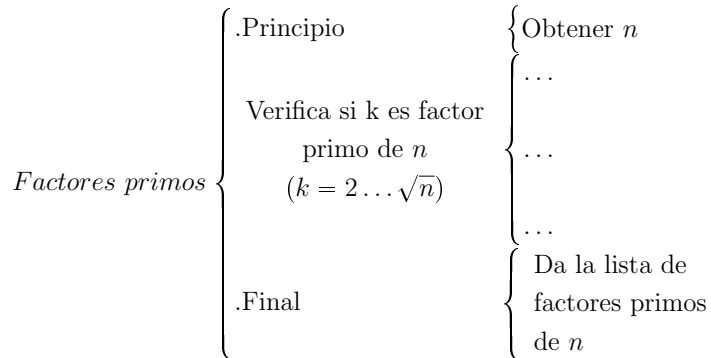 Factores primos
.Principio
Obtener n
Verifica si k es factor
primo de n
(k = 2 . . . √n)
. . .
. . .
. . .
.Final
Da la lista de
factores primos
de n